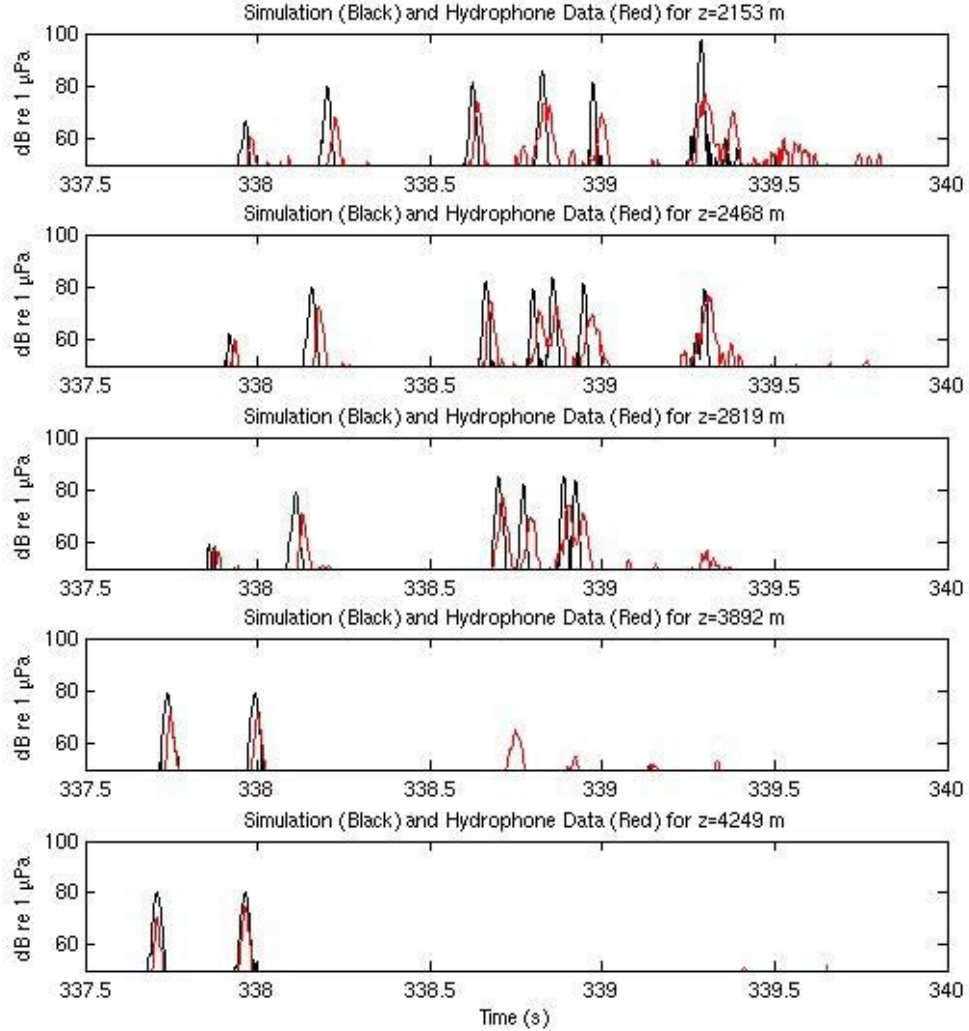 Simulation (Black) and Hydrophone Data (Red) for z=2153 m
100
80
60
dB re 1 μPa
337.5 338 338.5 339 339.5 340
Simulation (Black) and Hydrophone Data (Red) for z=2468 m
100
80
60
dB re 1 μPa
337.5 338 338.5 339 339.5 340
Simulation (Black) and Hydrophone Data (Red) for z=2819 m
100
80
60
dB re 1 μPa
337.5 338 338.5 339 339.5 340
Simulation (Black) and Hydrophone Data (Red) for z=3892 m
100
80
60
dB re 1 μPa
337.5 338 338.5 339 339.5 340
Simulation (Black) and Hydrophone Data (Red) for z=4249 m
100
80
60
dB re 1 μPa
337.5 338 338.5 339 339.5 340
Time (s)